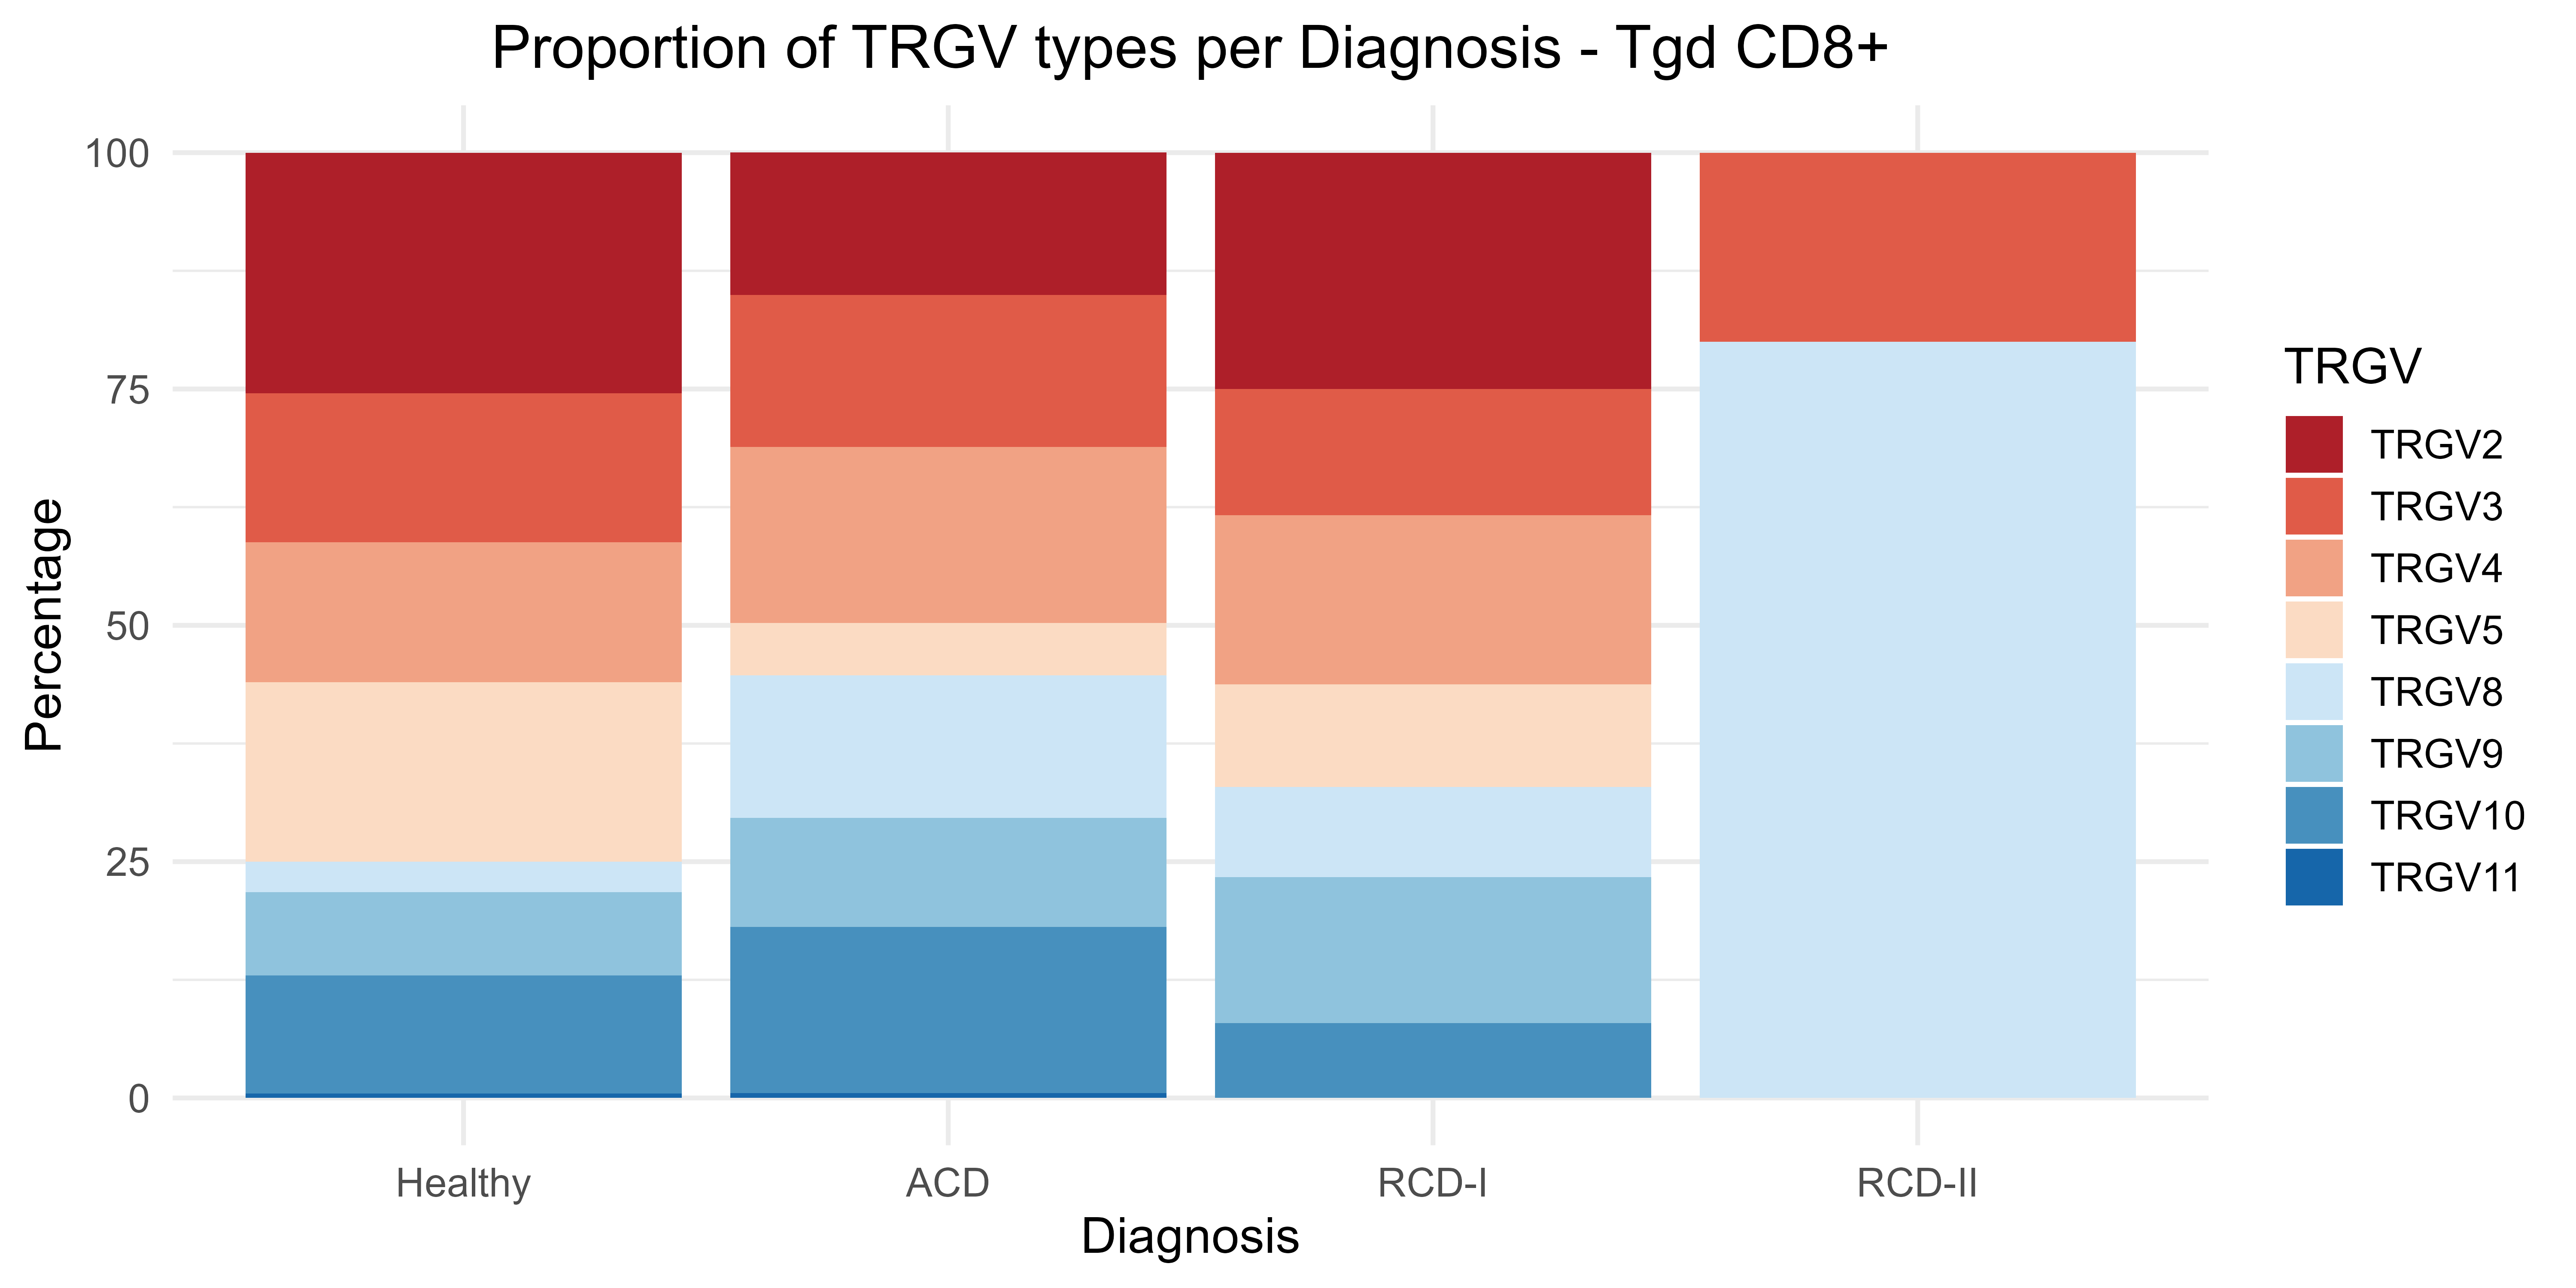 Proportion of TRGV types per Diagnosis - Tgd CD8+
Percentage
100
75
50
25
0
Healthy
ACD
RCD-I
RCD-II
Diagnosis
TRGV
TRGV2
TRGV3
TRGV4
TRGV5
TRGV8
TRGV9
TRGV10
TRGV11